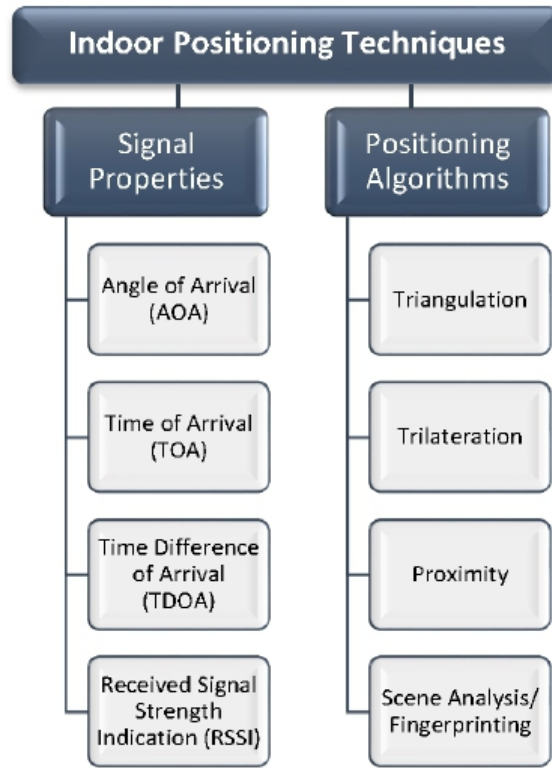 Indoor Positioning Techniques
Signal
Properties
Angle of Arrival
(AOA)
Time of Arrival
(TOA)
Time Difference
of Arrival
(TDOA)
Received Signal
Strength
Indication (RSSI)
Positioning
Algorithms
Triangulation
Trilateration
Proximity
Scene Analysis/
Fingerprinting